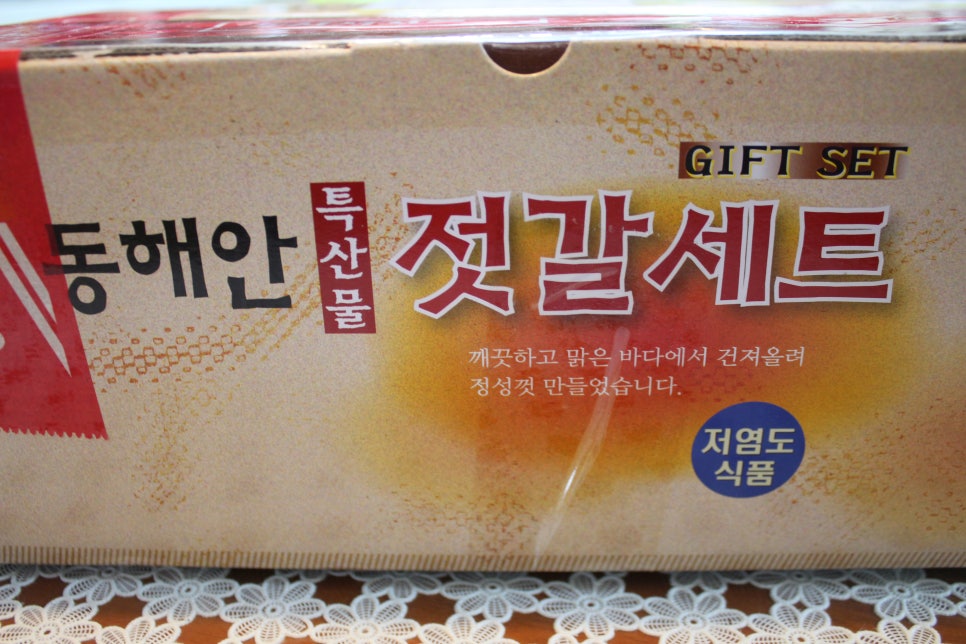 GIFT SET
동해안 특산물 젓갈세트
깨끗하고 맑은 바다에서 건져올려
정성껏 만들었습니다.
저염도
식품